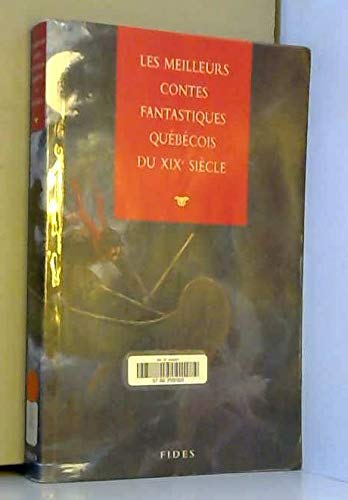 LES MEILLEURS
CONTES
FANTASTIQUES
QUÉBÉCOIS
DU XIXe SIÈCLE
FIDES